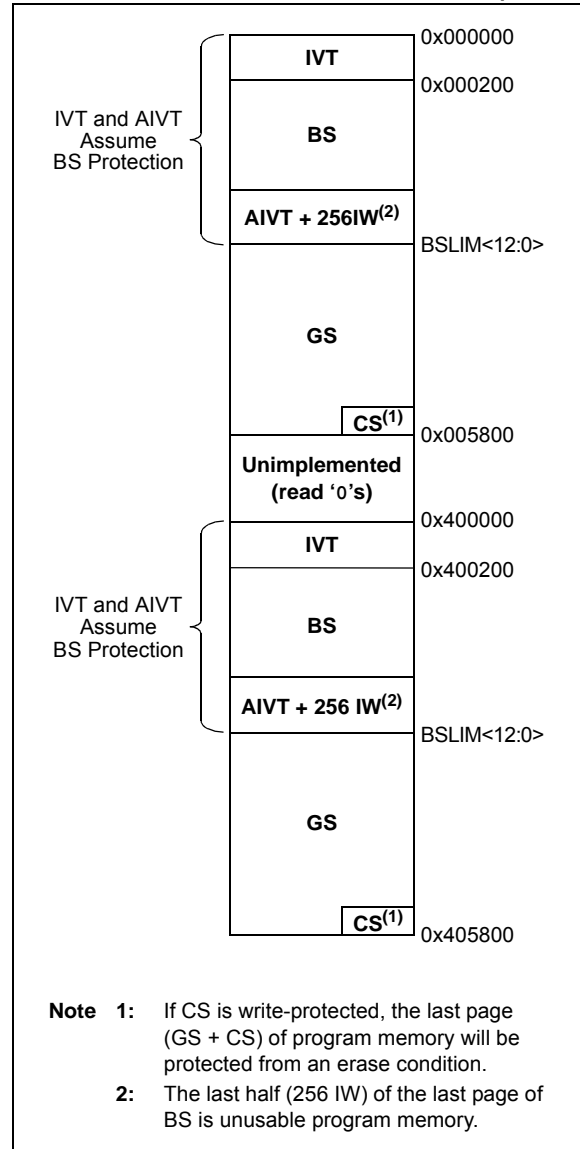 0x000000
IVT
0x000200
IVT and AIVT
Assume
BS Protection
BS
AIVT + 256IW(2)
BSLIM<12:0>
GS
CS(1)
0x005800
Unimplemented
(read ‘0’s)
0x400000
IVT
0x400200
IVT and AIVT
Assume
BS Protection
BS
AIVT + 256 IW(2)
BSLIM<12:0>
GS
CS(1)
0x405800
Note 1: If CS is write-protected, the last page
(GS + CS) of program memory will be
protected from an erase condition.
2: The last half (256 IW) of the last page of
BS is unusable program memory.